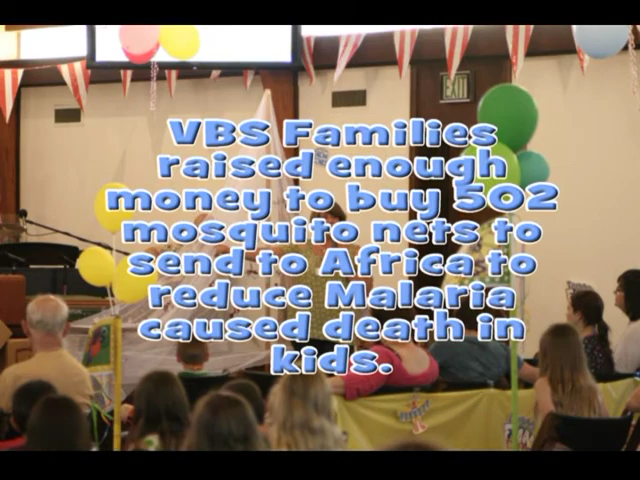 EXIT
VBS Families
raised enough
money to buy 502
mosquito nets to
send to Africa to
reduce Malaria
caused death in
kids.